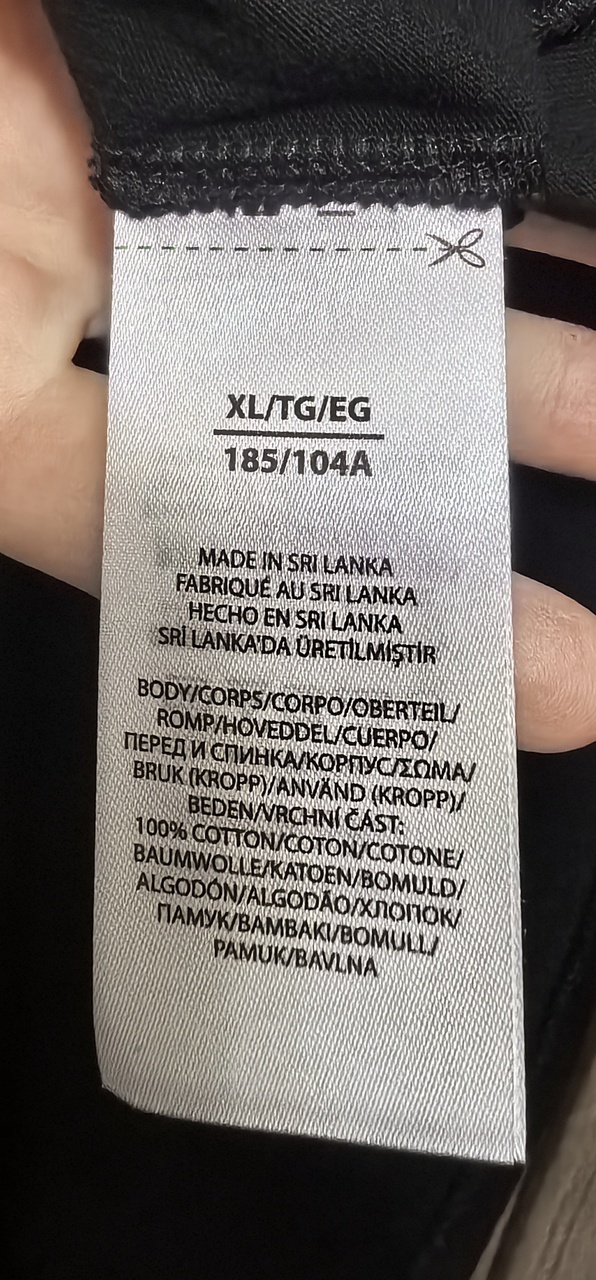 XL/TG/EG
185/104A
MADE IN SRI LANKA
FABRIQUÉ AU SRI LANKA
HECHO EN SRI LANKA
SRİ LANKA'DA ÜRETİLMİŞTİR
BODY/CORPS/CORPO/OBERTEIL/
ROMP/HOVEDDEL/CUERPO/
ПЕРЕД И СПИНКА/КОРПУС/ΣΩΜΑ/
BRUK (KROPP)/ANVÄND (KROPP)/
BEDEN/VRCHNÍ ČÁST:
100% COTTON/COTON/COTONE/
BAUMWOLLE/KATOEN/BOMULD/
ALGODÓN/ALGODÃO/ХЛОПОК/
ПАМУК/ΒΑΜΒΑΚΙ/BOMULL/
PAMUK/BAVLNA